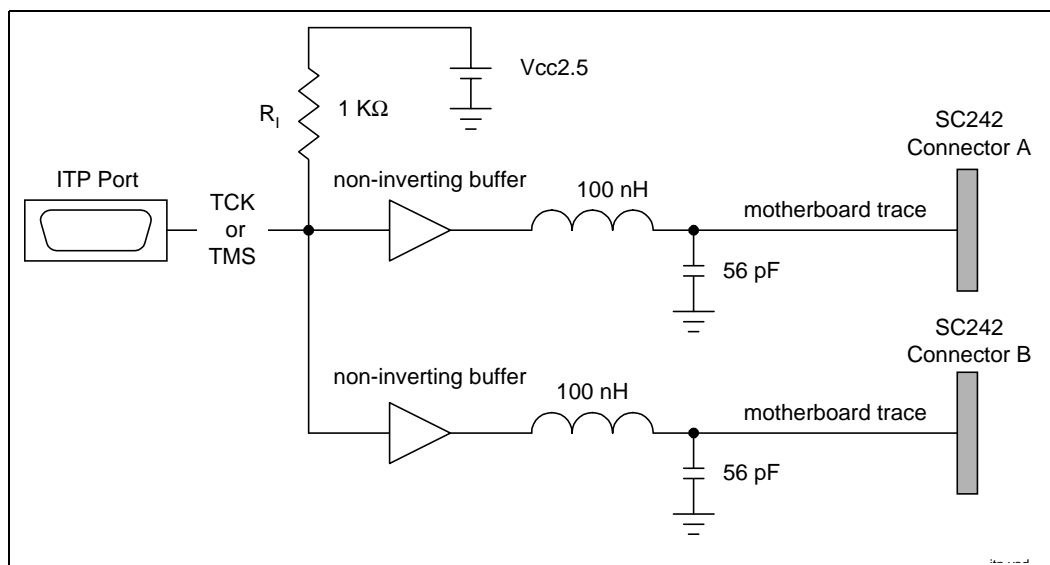 Vcc2.5
R_I
1 KΩ
SC242
Connector A
ITP Port
TCK
or
TMS
non-inverting buffer
100 nH
motherboard trace
56 pF
SC242
Connector B
non-inverting buffer
100 nH
motherboard trace
56 pF